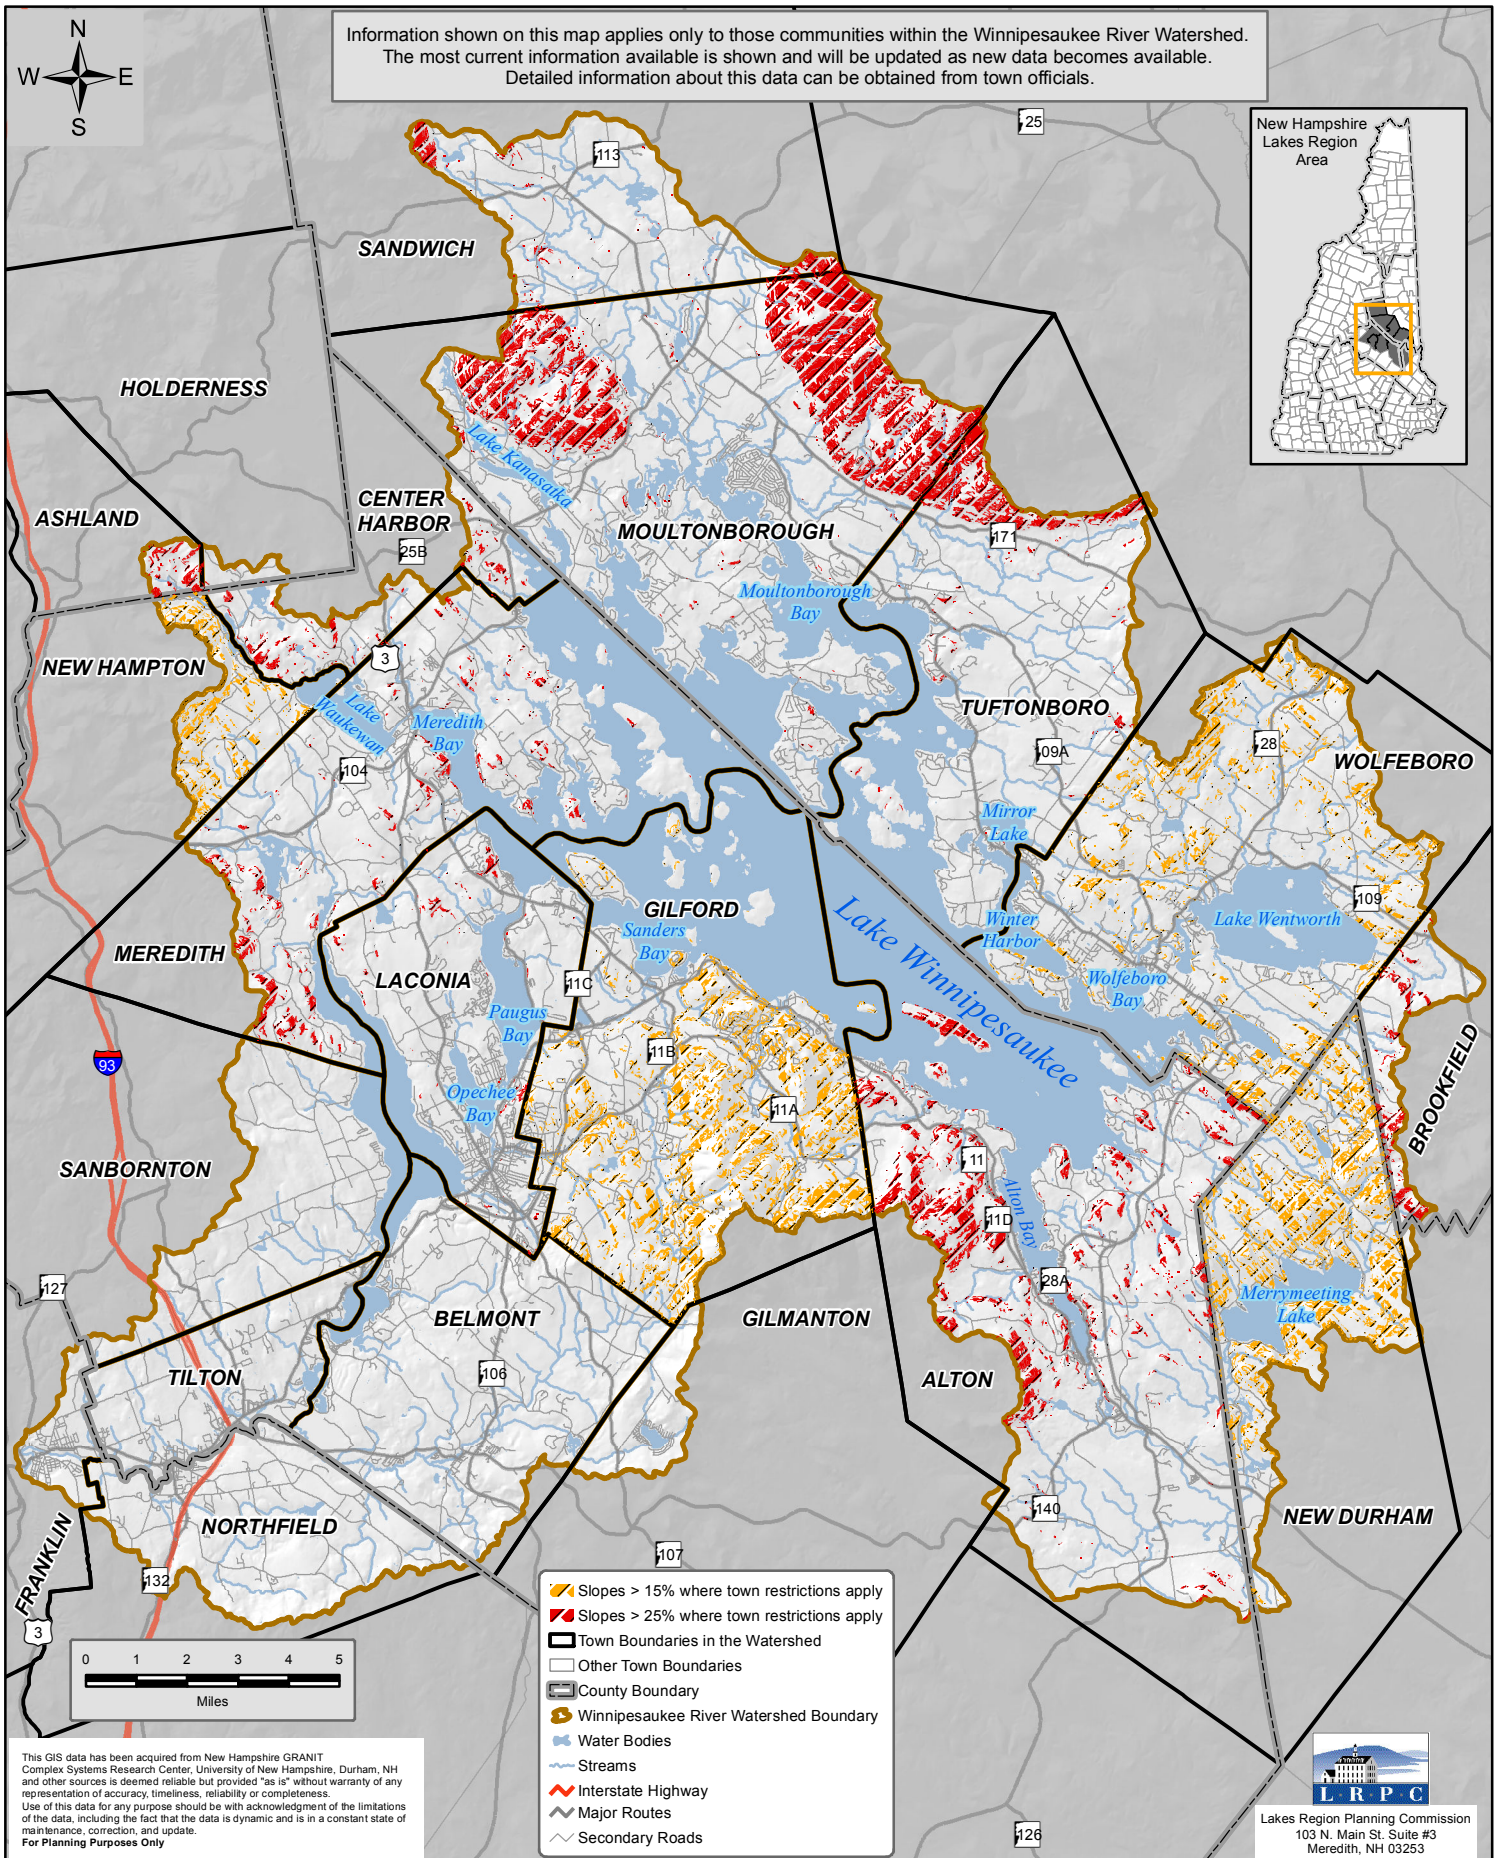 N
W E
S
Information shown on this map applies only to those communities within the Winnipesaukee River Watershed.
The most current information available is shown and will be updated as new data becomes available.
Detailed information about this data can be obtained from town officials.
New Hampshire
Lakes Region
Area
25
113
SANDWICH
HOLDERNESS
Lake Kanasatka
CENTER
HARBOR
25B
ASHLAND
MOULTONBOROUGH
171
Moultonborough
Bay
NEW HAMPTON
3
Lake
Waukewan
Meredith
Bay
TUFTONBORO
109A
28
WOLFEBORO
104
Mirror
Lake
109
Lake Wentworth
GILFORD
Sanders
Bay
Winter
Harbor
Lake Winnipesaukee
MEREDITH
LACONIA
11C
Wolfeboro
Bay
Paugus
Bay
93
11B
Opechee
Bay
11A
BROOKFIELD
SANBORNTON
11
11D
Alton Bay
127
28A
Merrymeeting
Lake
BELMONT
GILMANTON
TILTON
106
ALTON
NORTHFIELD
140
NEW DURHAM
FRANKLIN
132
107
3
0 1 2 3 4 5
Miles
Slopes > 15% where town restrictions apply
Slopes > 25% where town restrictions apply
Town Boundaries in the Watershed
Other Town Boundaries
County Boundary
Winnipesaukee River Watershed Boundary
Water Bodies
Streams
Interstate Highway
Major Routes
Secondary Roads
126
This GIS data has been acquired from New Hampshire GRANIT
Complex Systems Research Center, University of New Hampshire, Durham, NH
and other sources is deemed reliable but provided "as is" without warranty of any
representation of accuracy, timeliness, reliability or completeness.
Use of this data for any purpose should be with acknowledgment of the limitations
of the data, including the fact that the data is dynamic and is in a constant state of
maintenance, correction, and update.
For Planning Purposes Only
L·R·P·C
Lakes Region Planning Commission
103 N. Main St. Suite #3
Meredith, NH 03253